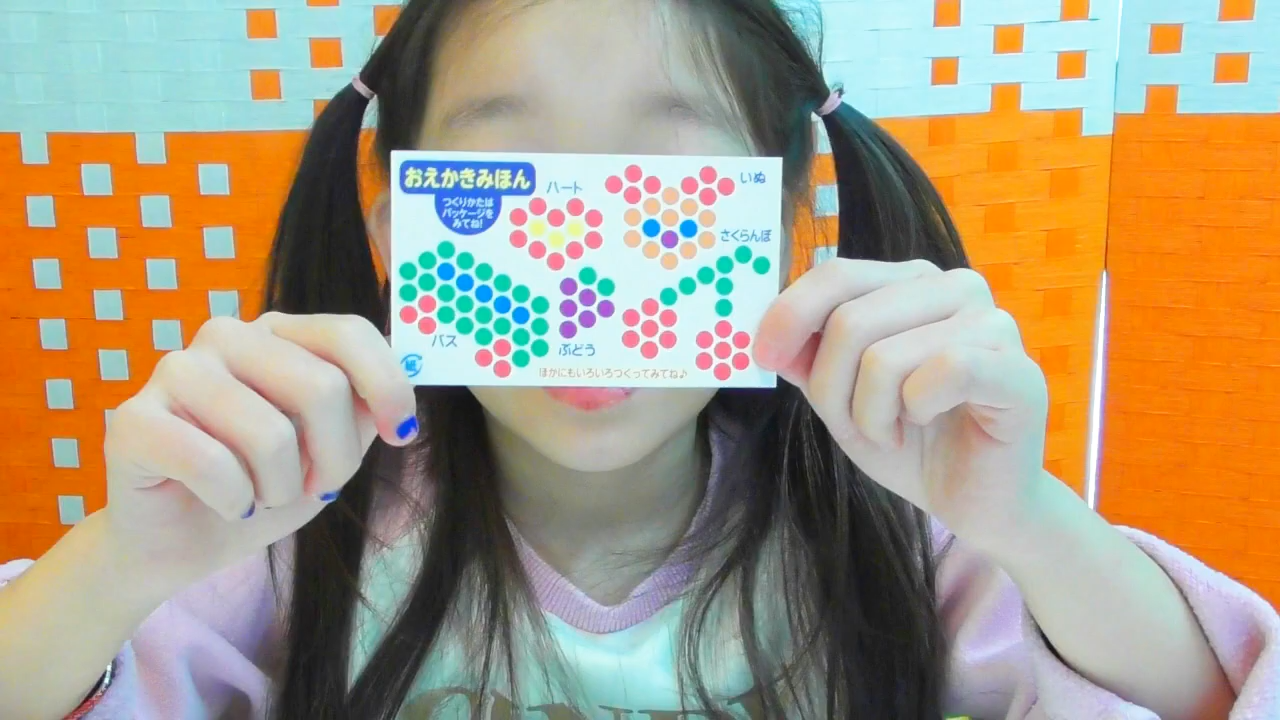 おえかきみほん
つくりかたは
パッケージを
みてね!
ハート
いぬ
さくらんぼ
バス
ぶどう
紙
ほかにもいろいろつくってみてね♪